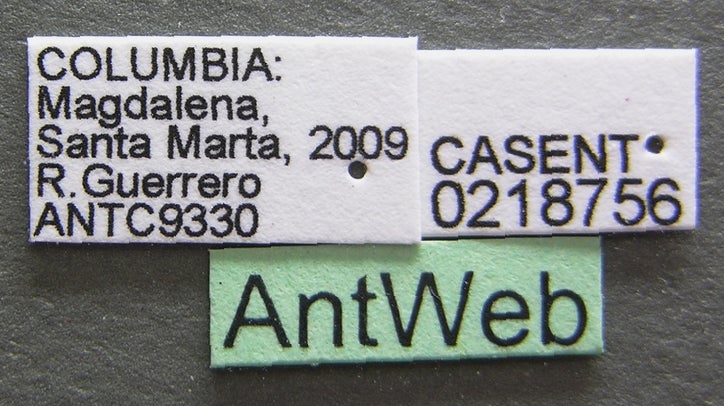 COLUMBIA:
Magdalena,
Santa Marta, 2009
R.Guerrero
ANTC9330
CASENT
0218756
AntWeb